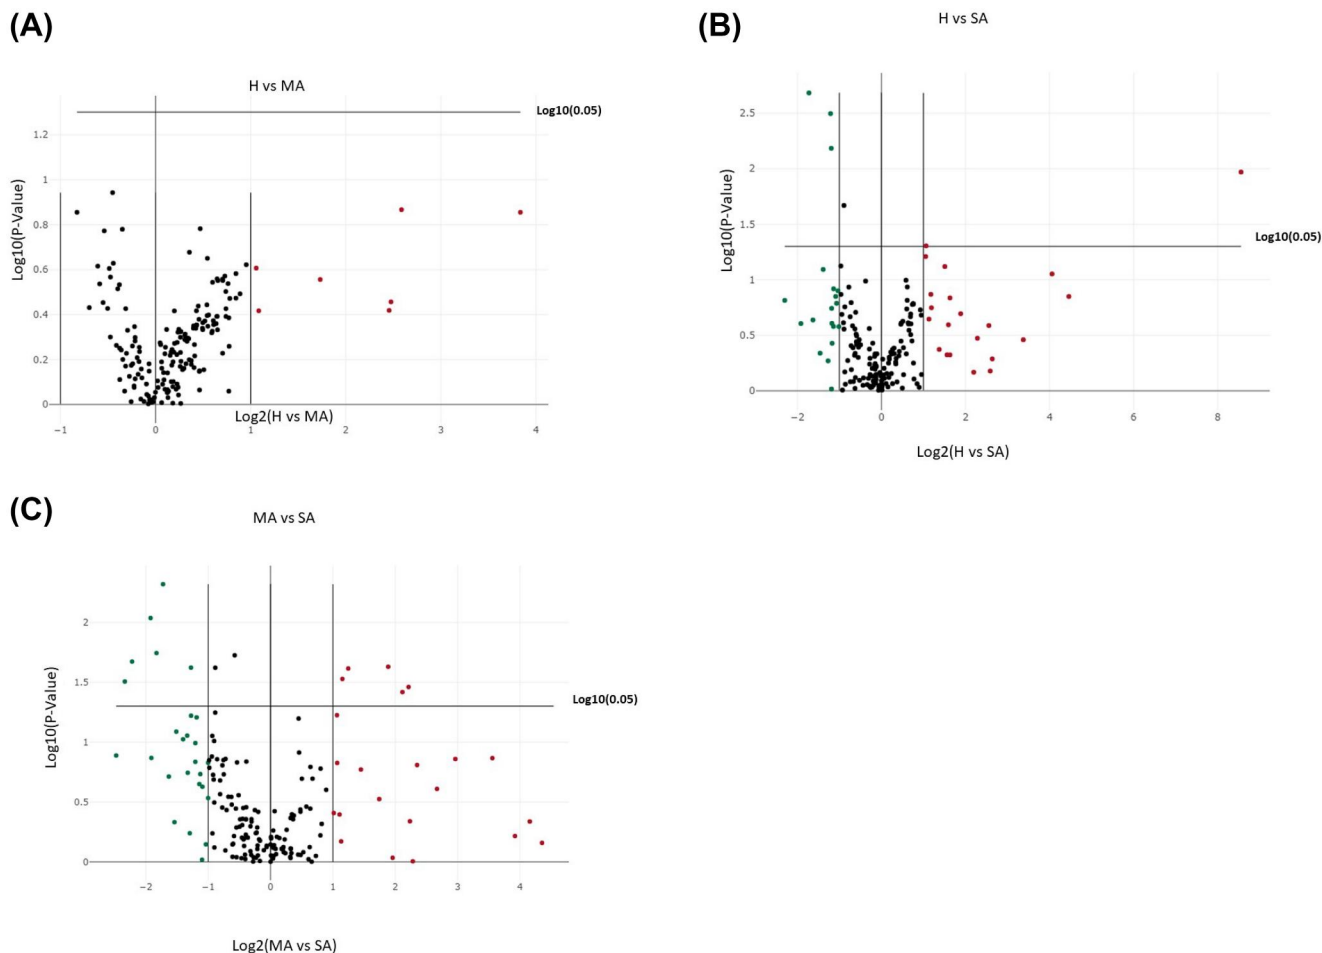 (A)
H vs MA
Log10(0.05)
Log10(P-Value)
1.2
1
0.8
0.6
0.4
0.2
0
−1
0
1
2
3
4
Log2(H vs MA)
(B)
H vs SA
Log10(0.05)
Log10(P-Value)
2.5
2
1.5
1
0.5
0
−2
0
2
4
6
8
Log2(H vs SA)
(C)
MA vs SA
Log10(0.05)
Log10(P-Value)
2
1.5
1
0.5
0
−2
−1
0
1
2
3
4
Log2(MA vs SA)